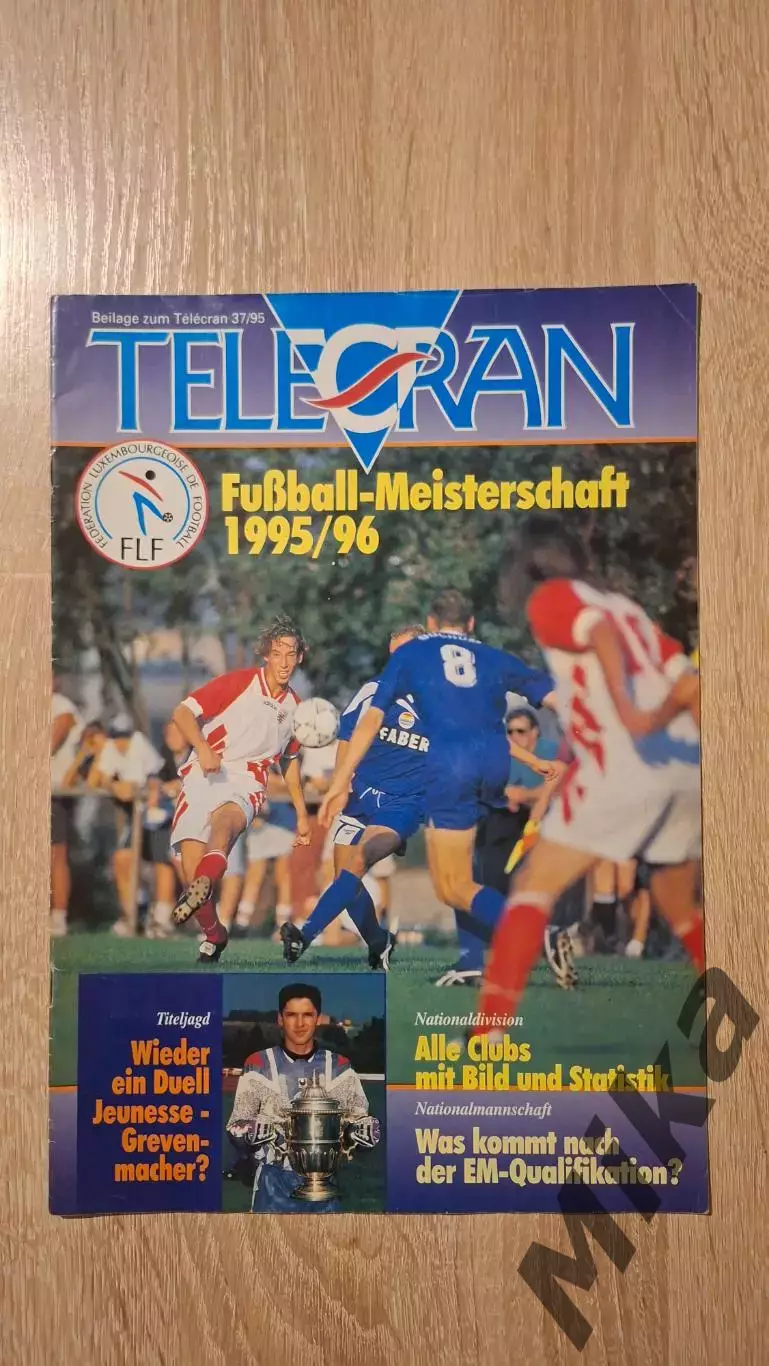 Beilage zum Télécran 37/95
TELECRAN
FEDERATION LUXEMBOURGEOISE DE FOOTBALL
FLF
Fußball-Meisterschaft
1995/96
BOCHUM
8
FABER
Titeljagd
Wieder
ein Duell
Jeunesse -
Greven-
macher?
Nationaldivision
Alle Clubs
mit Bild und Statistik
Nationalmannschaft
Was kommt nach
der EM-Qualifikation?
Mika